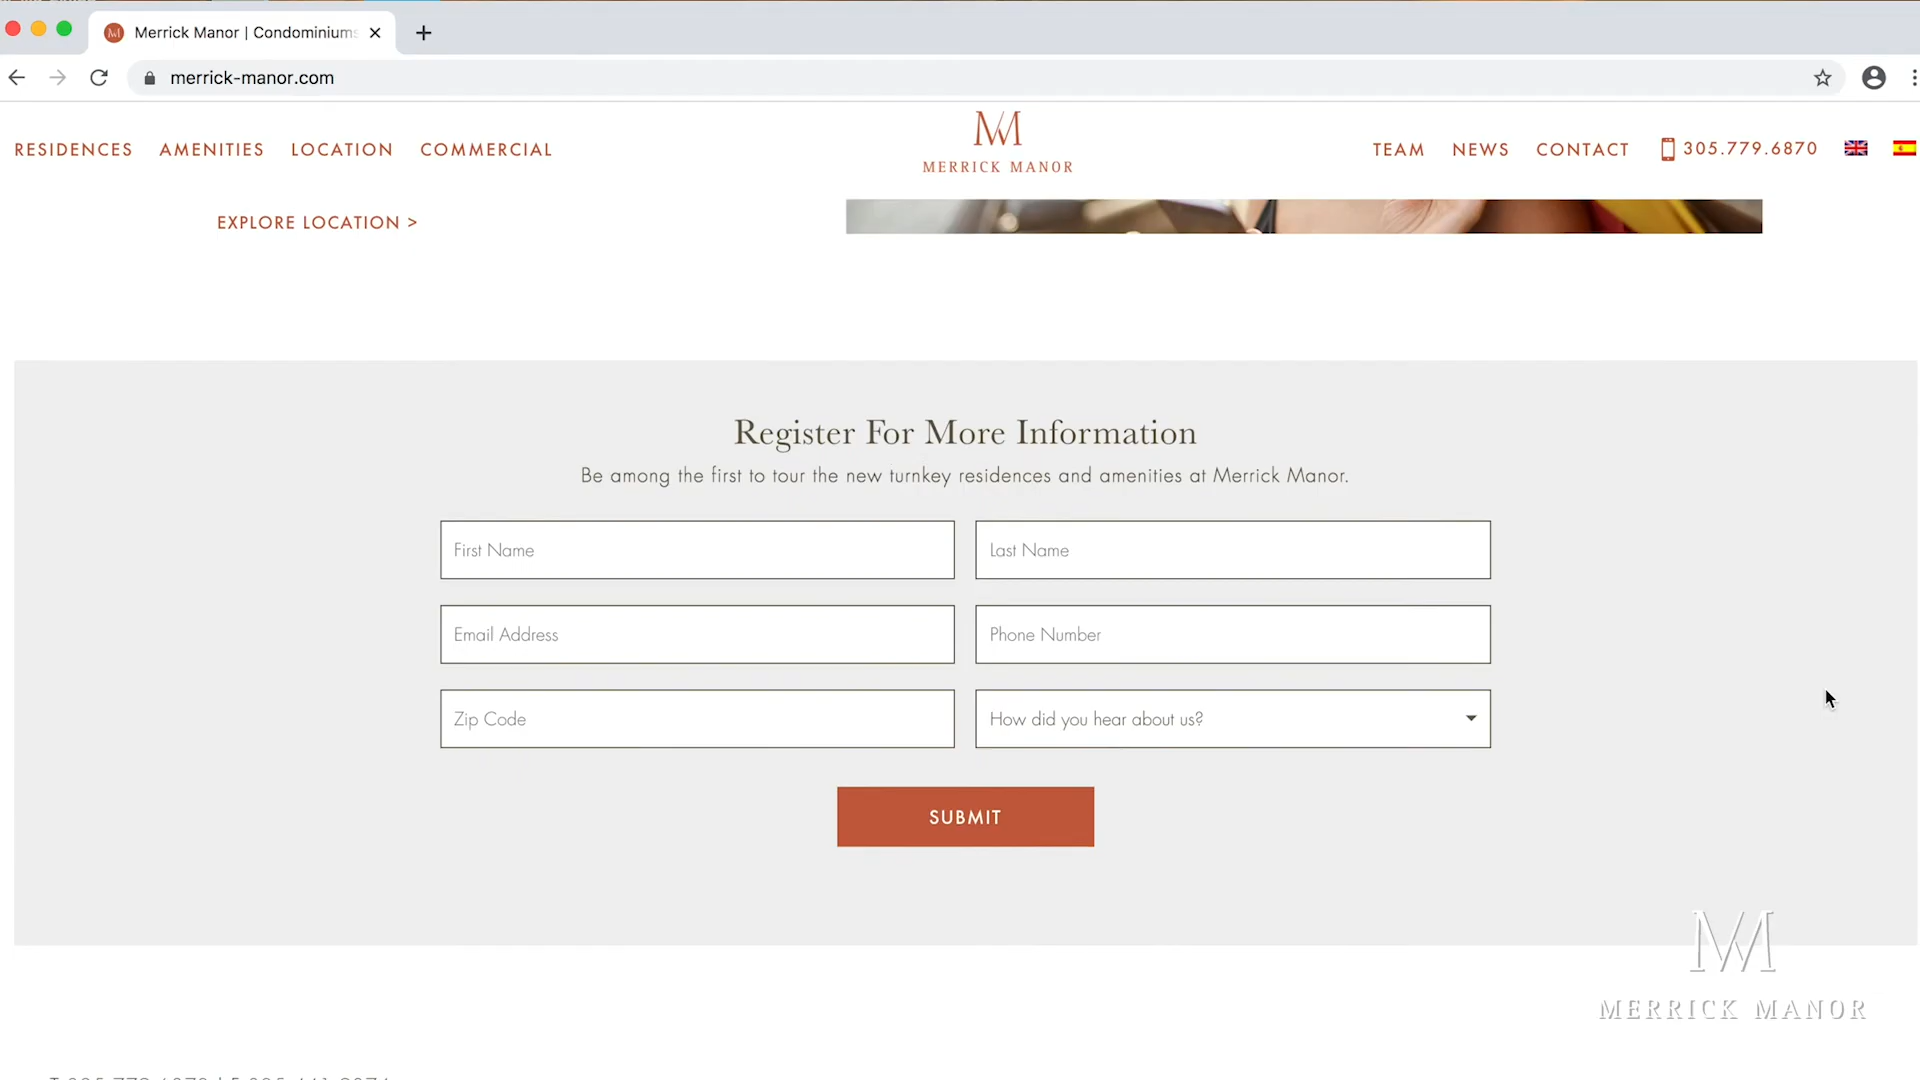 Merrick Manor | Condominiums
merrick-manor.com
RESIDENCES AMENITIES LOCATION COMMERCIAL
MERRICK MANOR
TEAM NEWS CONTACT 305.779.6870
EXPLORE LOCATION >
Register For More Information
Be among the first to tour the new turnkey residences and amenities at Merrick Manor.
First Name
Last Name
Email Address
Phone Number
Zip Code
How did you hear about us?
SUBMIT
MERRICK MANOR